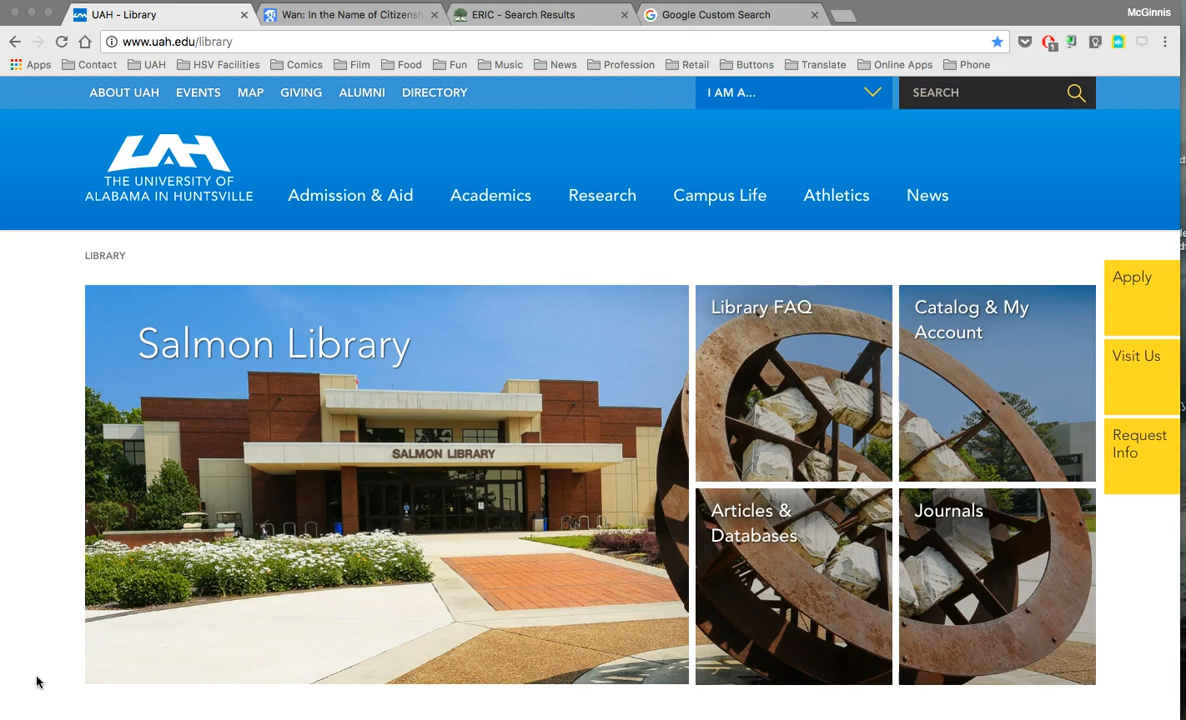 UAH - Library
Wan: In the Name of Citizensh
ERIC - Search Results
Google Custom Search
McGinnis
www.uah.edu/library
Apps
Contact
UAH
HSV Facilities
Comics
Film
Food
Fun
Music
News
Profession
Retail
Buttons
Translate
Online Apps
Phone
ABOUT UAH
EVENTS
MAP
GIVING
ALUMNI
DIRECTORY
I AM A...
SEARCH
UAH
THE UNIVERSITY OF
ALABAMA IN HUNTSVILLE
Admission & Aid
Academics
Research
Campus Life
Athletics
News
LIBRARY
Salmon Library
SALMON LIBRARY
Library FAQ
Catalog & My
Account
Articles &
Databases
Journals
Apply
Visit Us
Request
Info